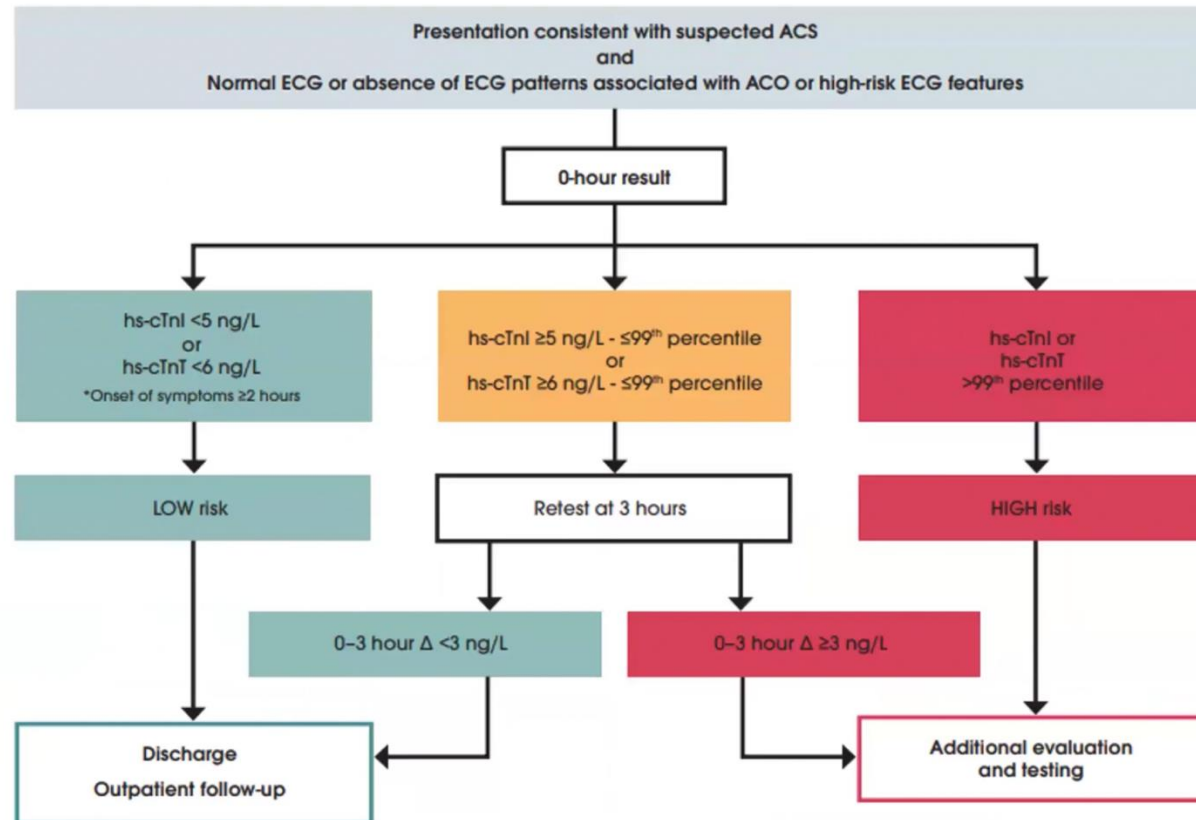 Presentation consistent with suspected ACS
and
Normal ECG or absence of ECG patterns associated with ACO or high-risk ECG features
0-hour result
hs-cTnI <5 ng/L
or
hs-cTnT <6 ng/L
*Onset of symptoms ≥2 hours
hs-cTnI ≥5 ng/L - ≤99th percentile
or
hs-cTnT ≥6 ng/L - ≤99th percentile
hs-cTnI or
hs-cTnT
>99th percentile
LOW risk
Retest at 3 hours
HIGH risk
0–3 hour Δ <3 ng/L
0–3 hour Δ ≥3 ng/L
Discharge
Outpatient follow-up
Additional evaluation
and testing